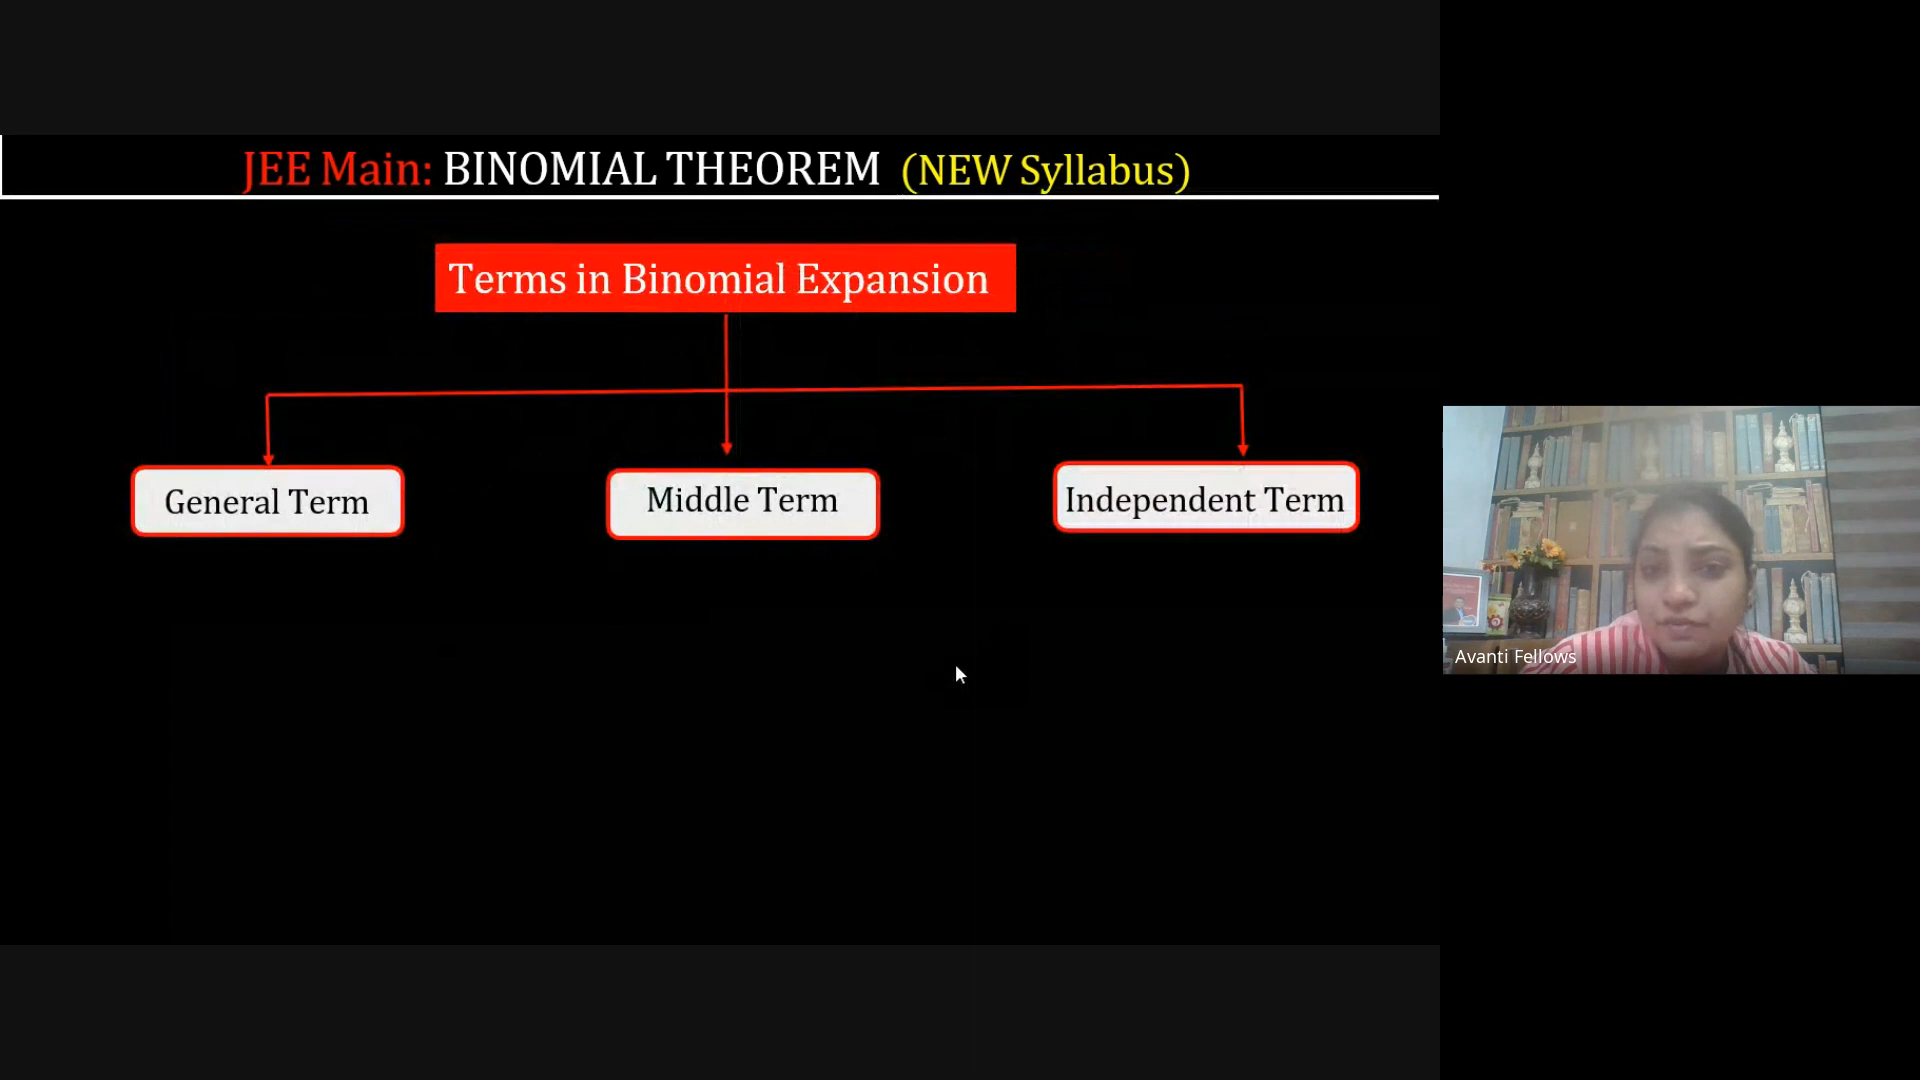 JEE Main: BINOMIAL THEOREM (NEW Syllabus)
Terms in Binomial Expansion
General Term
Middle Term
Independent Term
Avanti Fellows